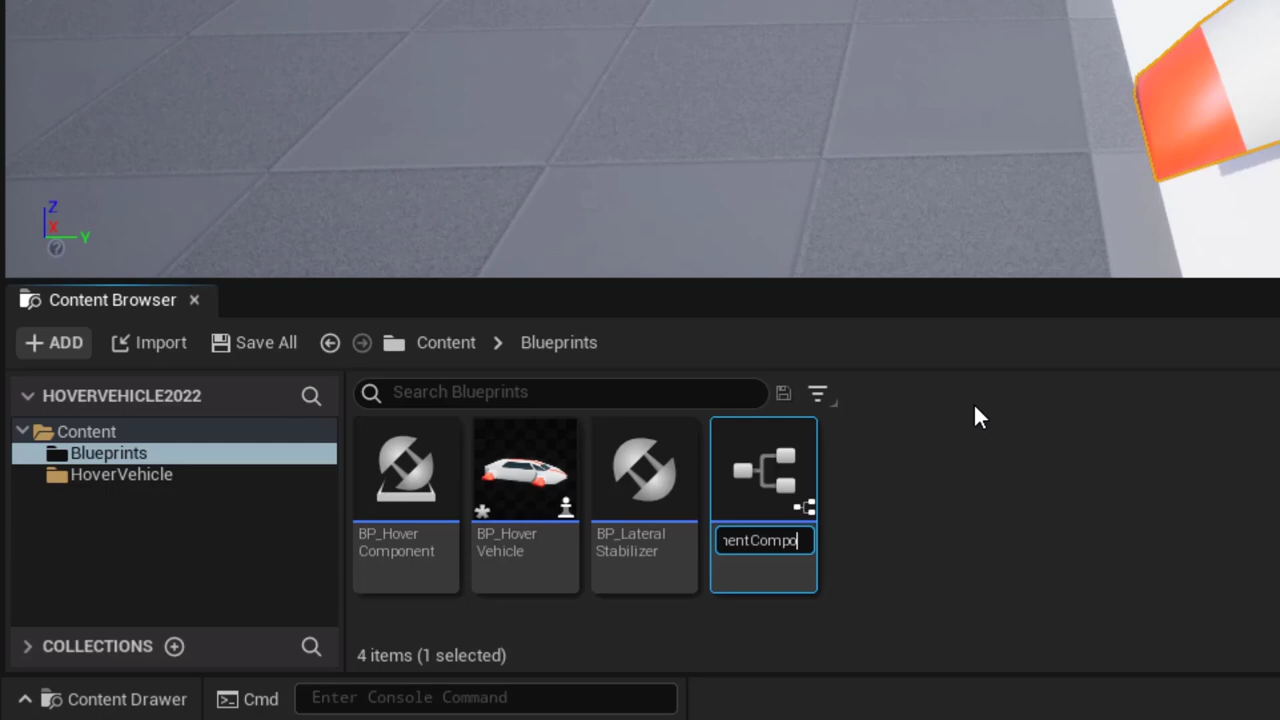 Z
X
Y
?
Content Browser
ADD Import Save All Content Blueprints
HOVERVEHICLE2022
Search Blueprints
Content
Blueprints
HoverVehicle
BP_Hover
Component
BP_Hover
Vehicle
BP_Lateral
Stabilizer
nentCompo
COLLECTIONS
4 items (1 selected)
Content Drawer Cmd Enter Console Command